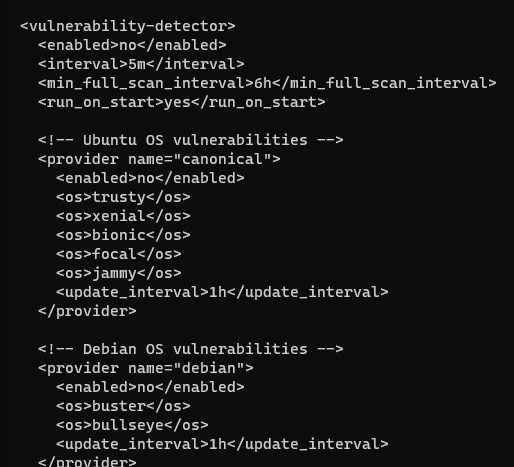 <vulnerability-detector>
<enabled>no</enabled>
<interval>5m</interval>
<min_full_scan_interval>6h</min_full_scan_interval>
<run_on_start>yes</run_on_start>
<!-- Ubuntu OS vulnerabilities -->
<provider name="canonical">
<enabled>no</enabled>
<os>trusty</os>
<os>xenial</os>
<os>bionic</os>
<os>focal</os>
<os>jammy</os>
<update_interval>1h</update_interval>
</provider>
<!-- Debian OS vulnerabilities -->
<provider name="debian">
<enabled>no</enabled>
<os>buster</os>
<os>bullseye</os>
<update_interval>1h</update_interval>
</provider>